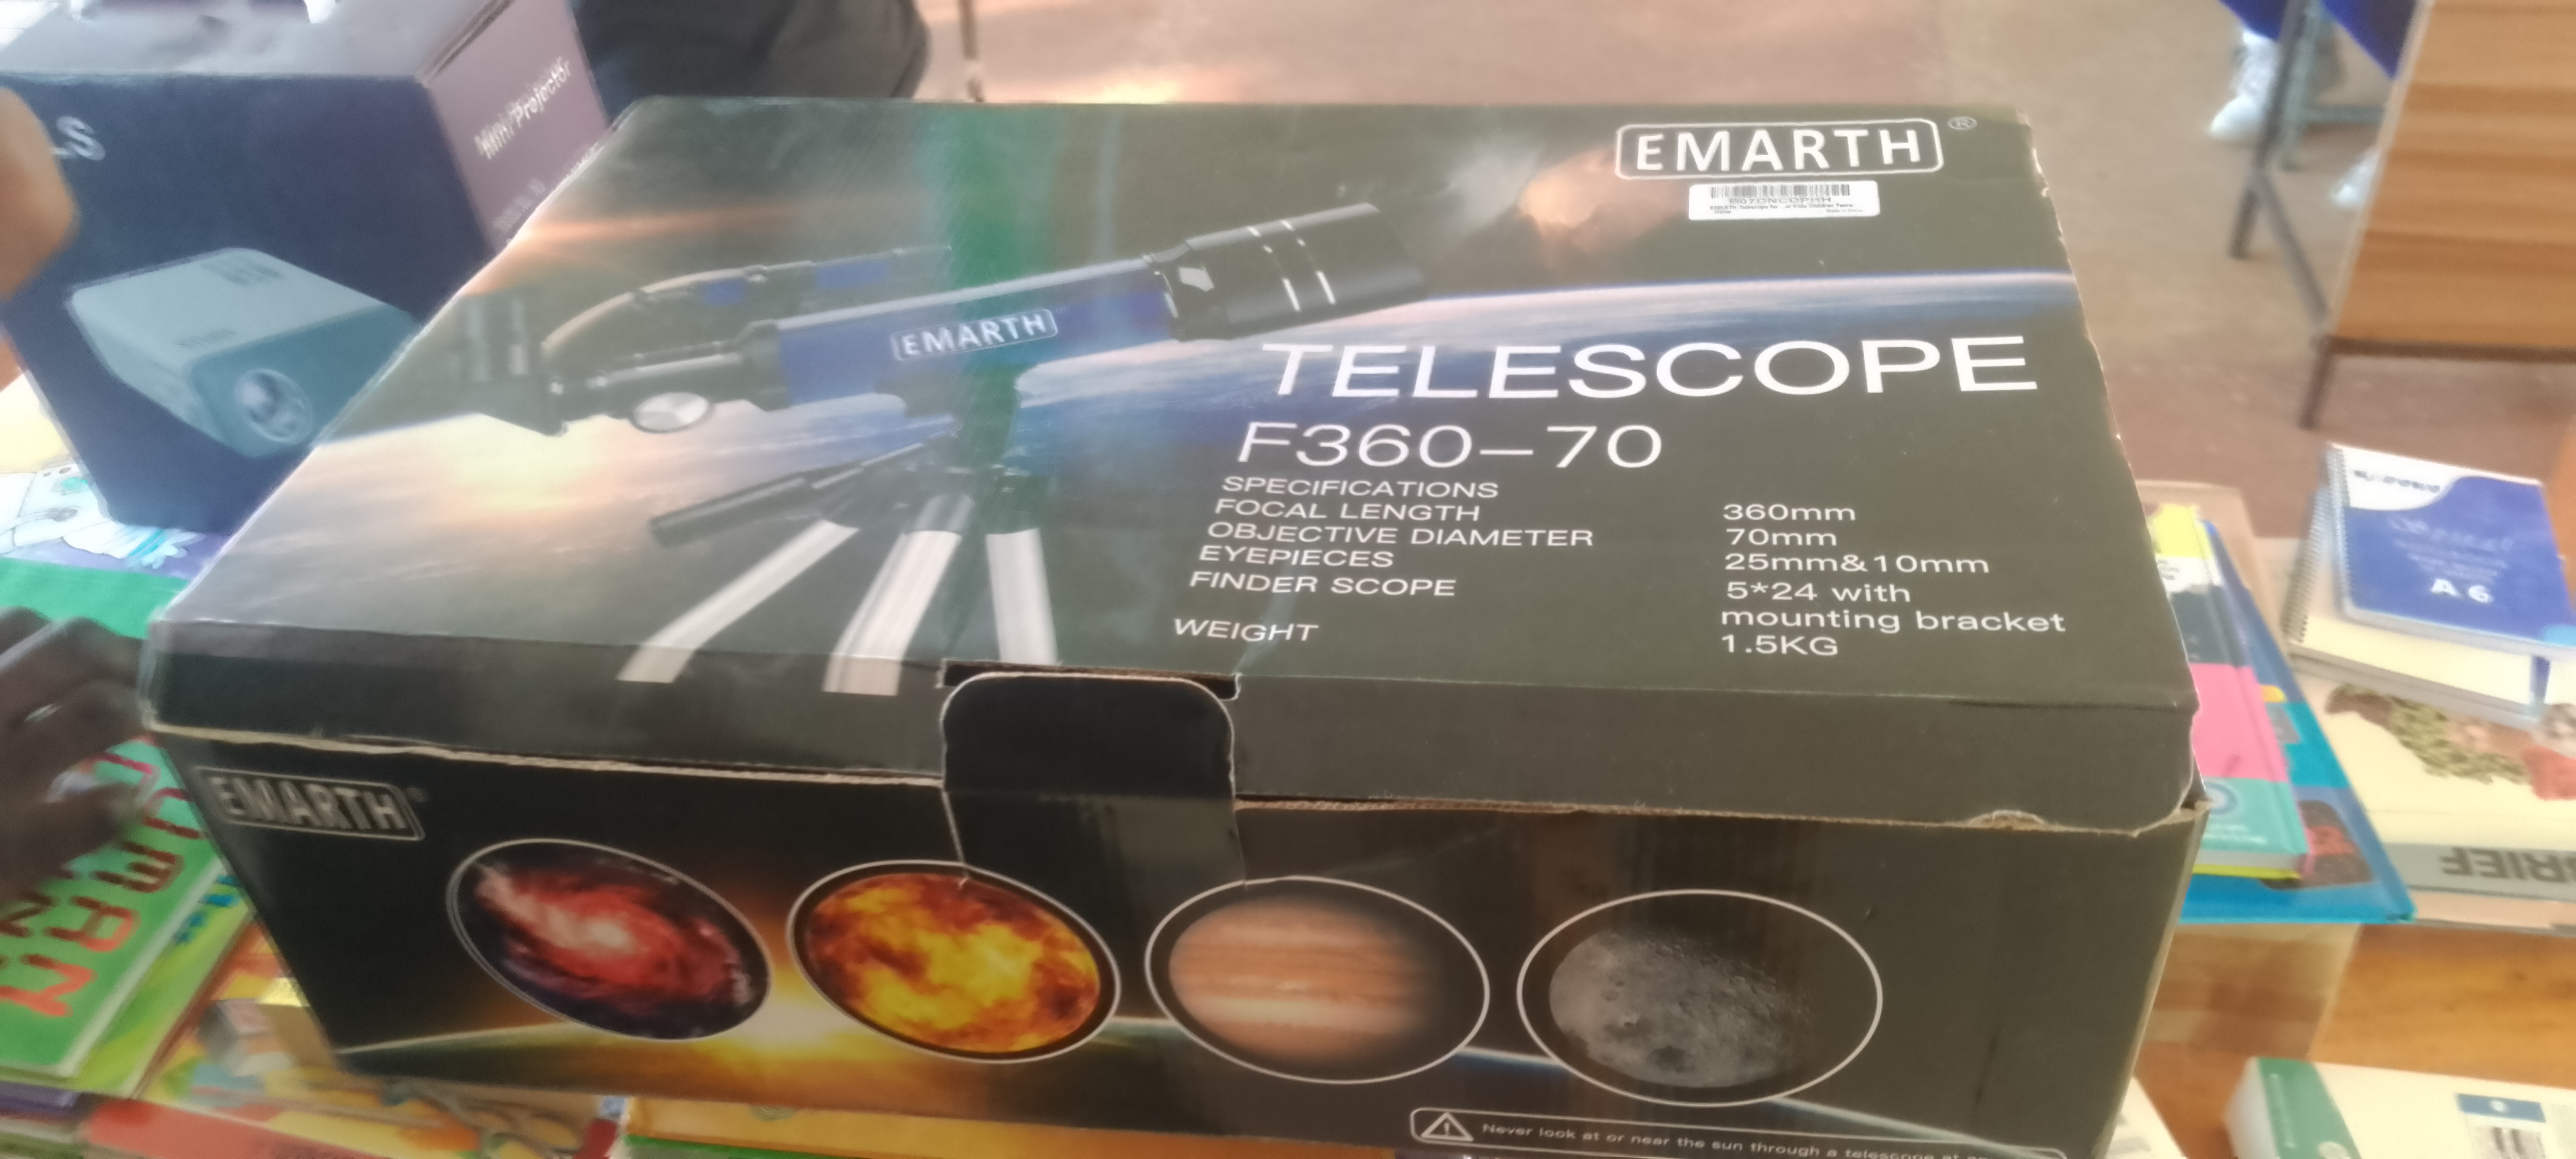 LS
Mini Projector
EMARTH®
EMARTH
TELESCOPE
F360-70
SPECIFICATIONS
FOCAL LENGTH 360mm
OBJECTIVE DIAMETER 70mm
EYEPIECES 25mm&10mm
FINDER SCOPE 5*24 with
mounting bracket
WEIGHT 1.5KG
A6
EMARTH
Never look at or near the sun through a telescope at